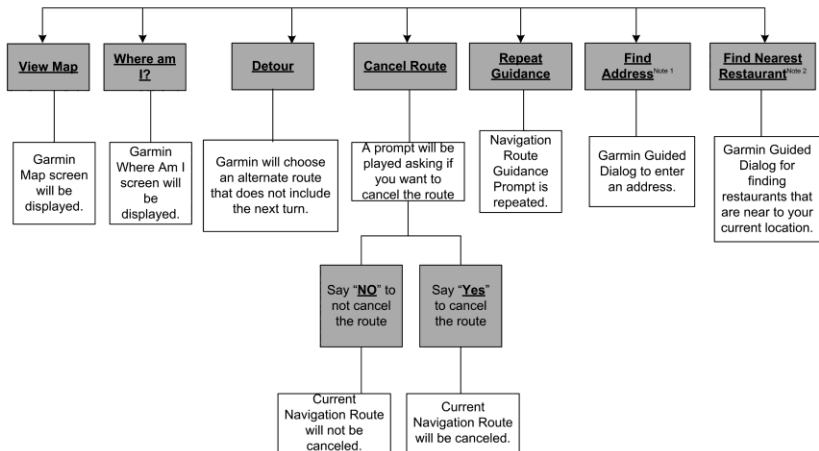 View Map
Where am
I?
Detour
Cancel Route
Repeat
Guidance
Find
Address Note 1
Find Nearest
Restaurant Note 2
Garmin
Map screen
will be
displayed.
Garmin
Where Am I
screen will
be
displayed.
Garmin will choose
an alternate route
that does not include
the next turn.
A prompt will be
played asking if
you want to
cancel the route
Navigation
Route
Guidance
Prompt is
repeated.
Garmin Guided
Dialog to enter
an address.
Garmin Guided
Dialog for
finding
restaurants that
are near to your
current location.
Say “NO” to
not cancel
the route
Say “Yes”
to cancel
the route
Current
Navigation Route
will not be
canceled.
Current
Navigation Route
will be canceled.